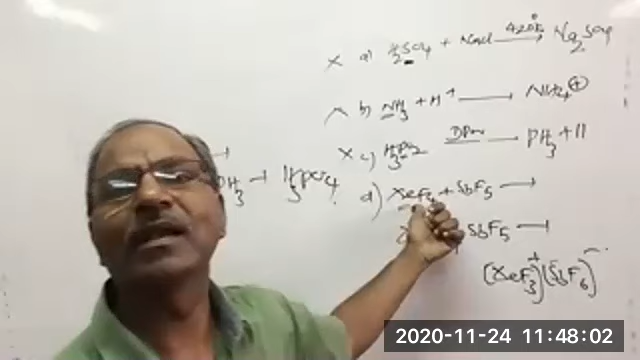 x a) H2SO4 + NaCl 420K → Na2SO4
x b) NH3 + H+ → NH4+
x c) H3PO2 → PH3 + H
PH3 → H3PO4
d) XeF4 + SbF5 →
SbF5 →
(XeF3)+(SbF6)-
2020-11-24 11:48:02